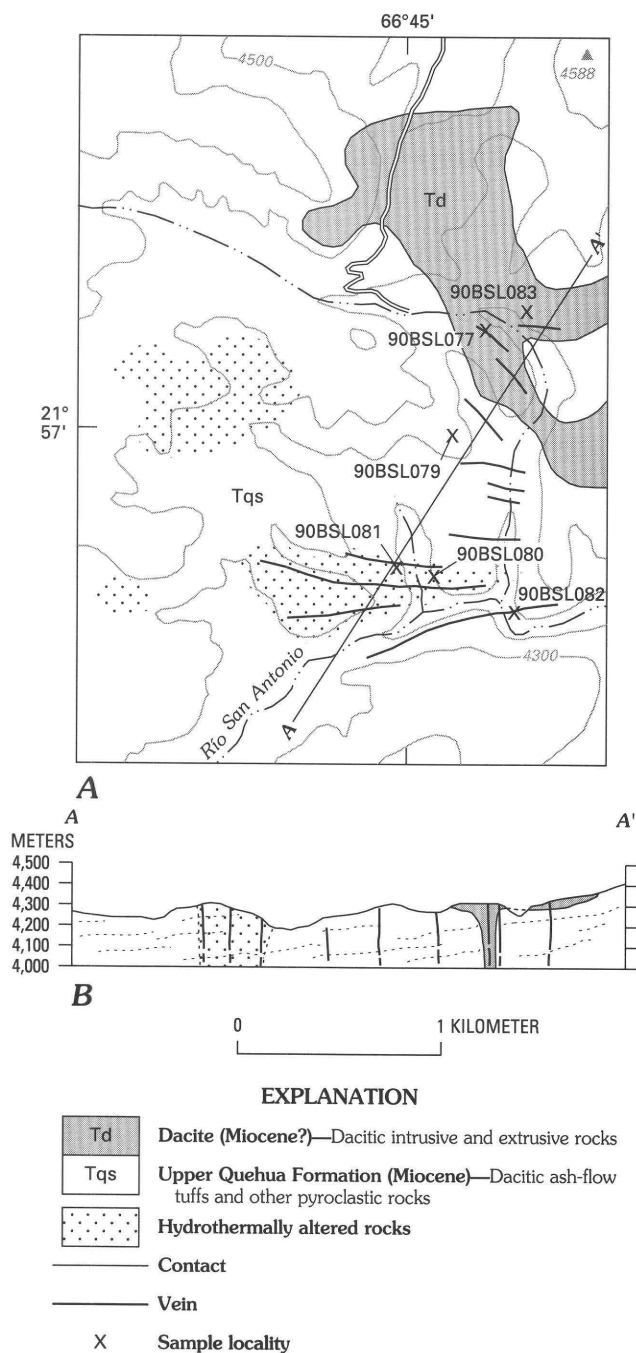 A
66°45'
4500
4588
Td
A'
90BSL083
90BSL077
21°
57'
90BSL079
Tqs
90BSL081
90BSL080
90BSL082
4300
Río San Antonio
A
A
A
A'
METERS
4,500
4,400
4,300
4,200
4,100
4,000
B
0
1 KILOMETER
EXPLANATION
Td
Dacite (Miocene?)—Dacitic intrusive and extrusive rocks
Tqs
Upper Quehua Formation (Miocene)—Dacitic ash-flow
tuffs and other pyroclastic rocks
Hydrothermally altered rocks
Contact
Vein
X
Sample locality